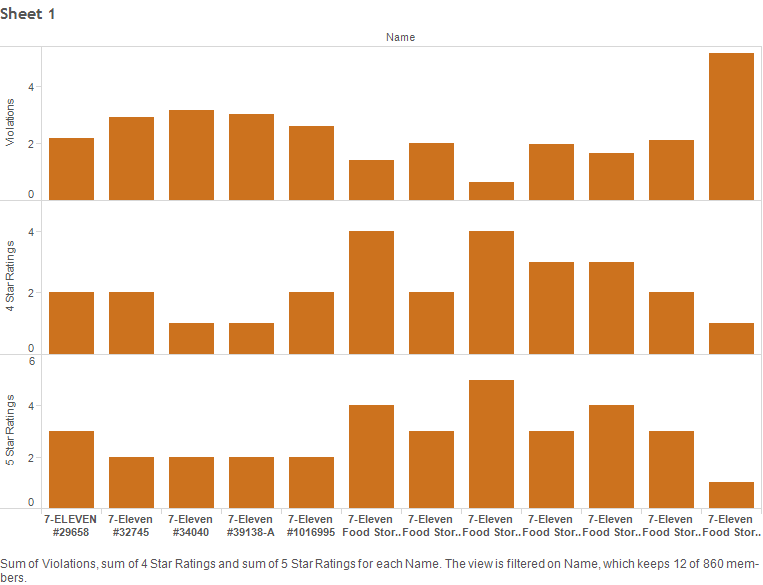 Sheet 1
Name
Violations
4
2
0
4 Star Ratings
4
2
0
5 Star Ratings
6
4
2
0
7-ELEVEN #29658
7-Eleven #32745
7-Eleven #34040
7-Eleven #39138-A
7-Eleven #1016995
7-Eleven Food Stor..
7-Eleven Food Stor..
7-Eleven Food Stor..
7-Eleven Food Stor..
7-Eleven Food Stor..
7-Eleven Food Stor..
7-Eleven Food Stor..
Sum of Violations, sum of 4 Star Ratings and sum of 5 Star Ratings for each Name. The view is filtered on Name, which keeps 12 of 860 mem-
bers.